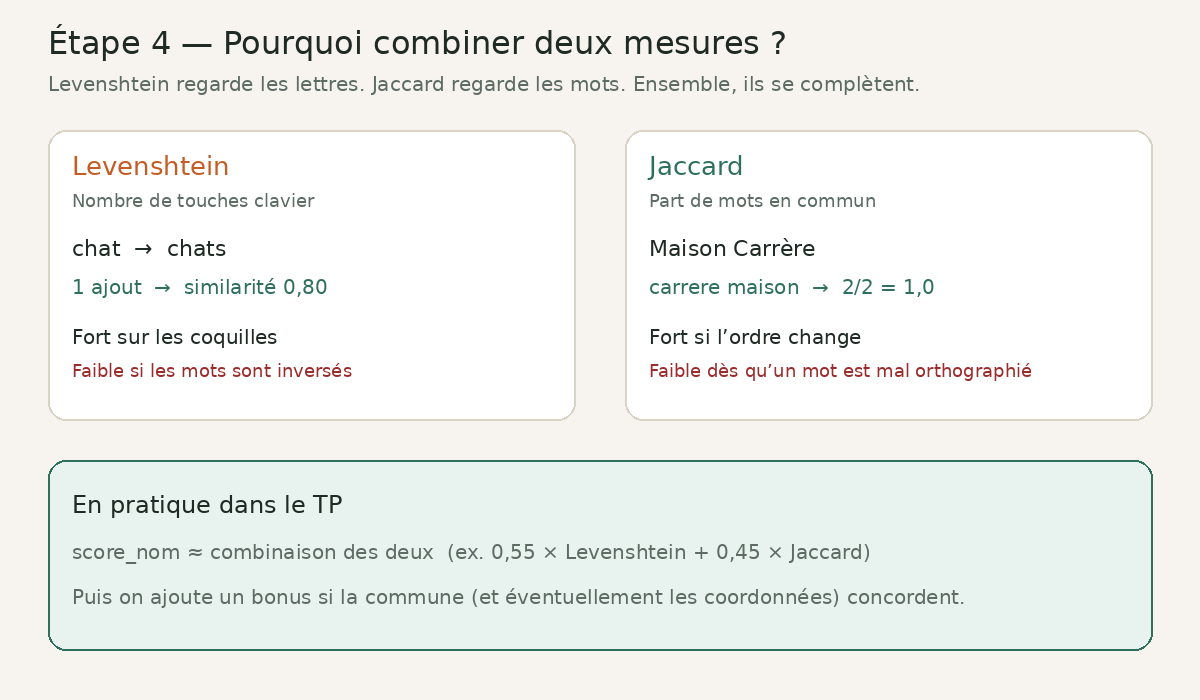 Étape 4 — Pourquoi combiner deux mesures ?
Levenshtein regarde les lettres. Jaccard regarde les mots. Ensemble, ils se complètent.
Levenshtein
Nombre de touches clavier
chat → chats
1 ajout → similarité 0,80
Fort sur les coquilles
Faible si les mots sont inversés
Jaccard
Part de mots en commun
Maison Carrère
carrere maison → 2/2 = 1,0
Fort si l’ordre change
Faible dès qu’un mot est mal orthographié
En pratique dans le TP
score_nom ≈ combinaison des deux (ex. 0,55 × Levenshtein + 0,45 × Jaccard)
Puis on ajoute un bonus si la commune (et éventuellement les coordonnées) concordent.